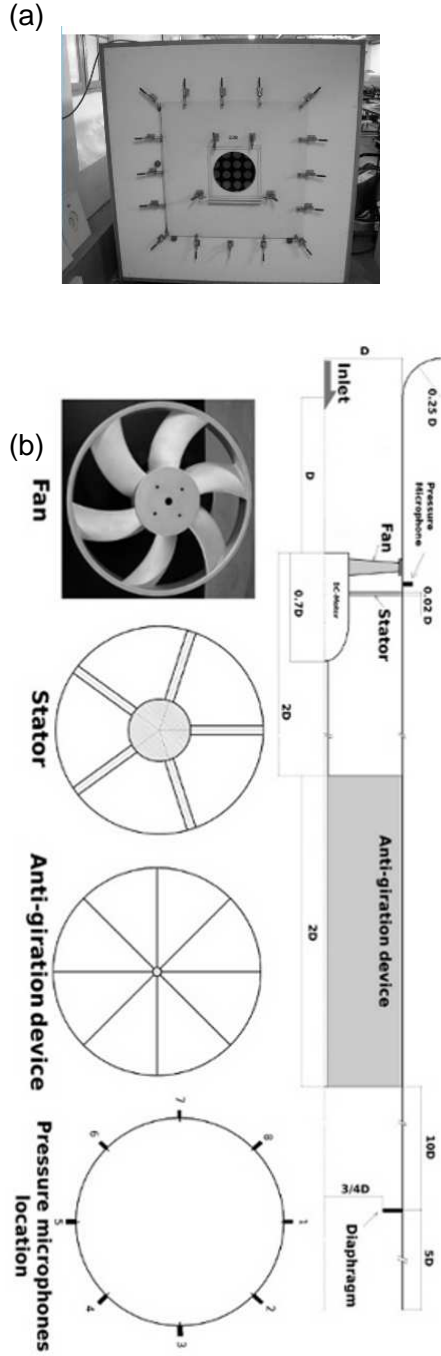 (a)
(b)
Inlet
D
D
0.25 D
Pressure
Microphone
Fan
0.02 D
DC-Motor
0.7D
Stator
2D
2D
Anti-giration device
10D
3/4D
Diaphragm
5D
Fan
Stator
Anti-giration device
Pressure microphones
location
1
2
3
4
5
6
7
8